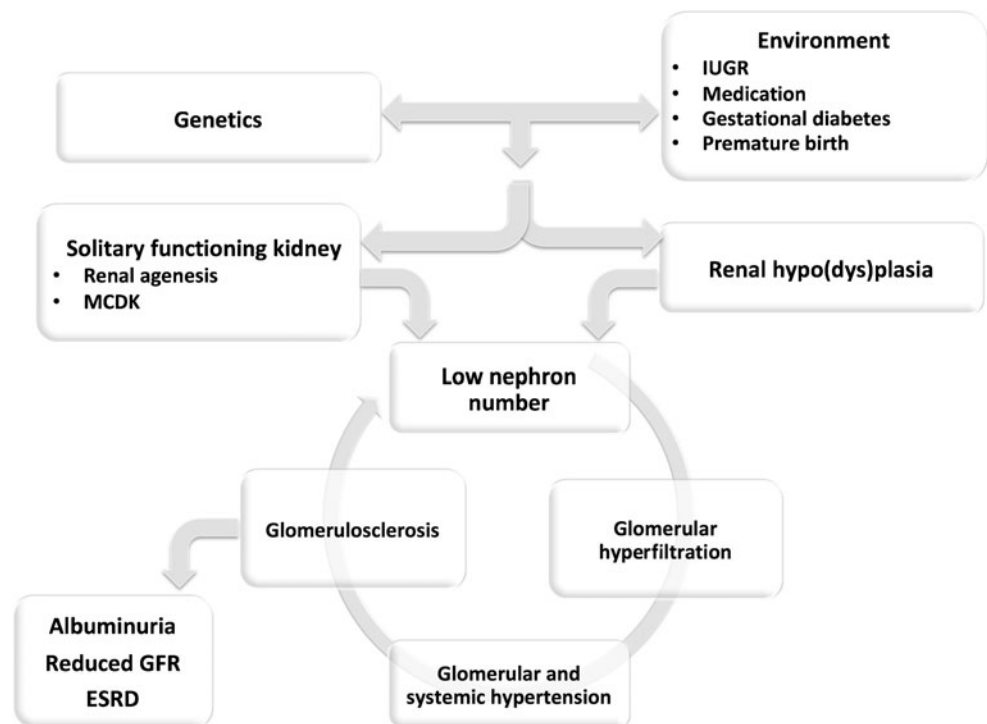 Genetics
Environment
• IUGR
• Medication
• Gestational diabetes
• Premature birth
Solitary functioning kidney
• Renal agenesis
• MCDK
Renal hypo(dys)plasia
Low nephron
number
Glomerulosclerosis
Glomerular
hyperfiltration
Albuminuria
Reduced GFR
ESRD
Glomerular and
systemic hypertension